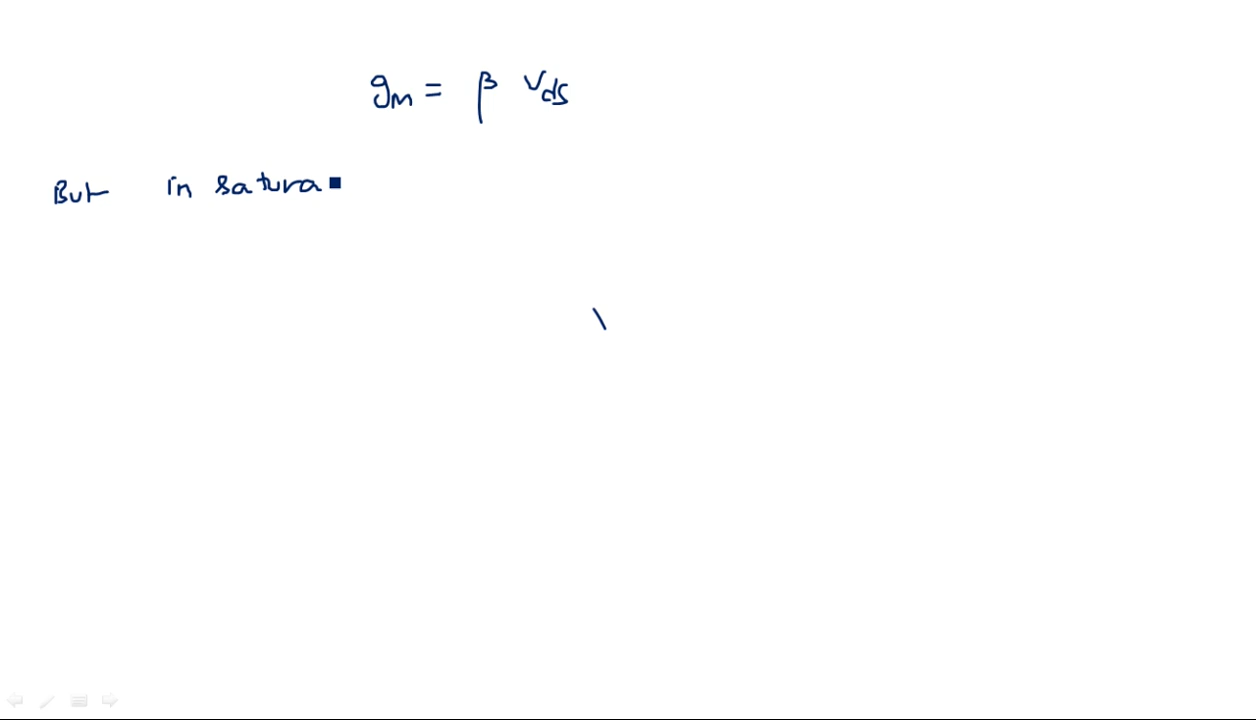 gm = β Vds
But in satura